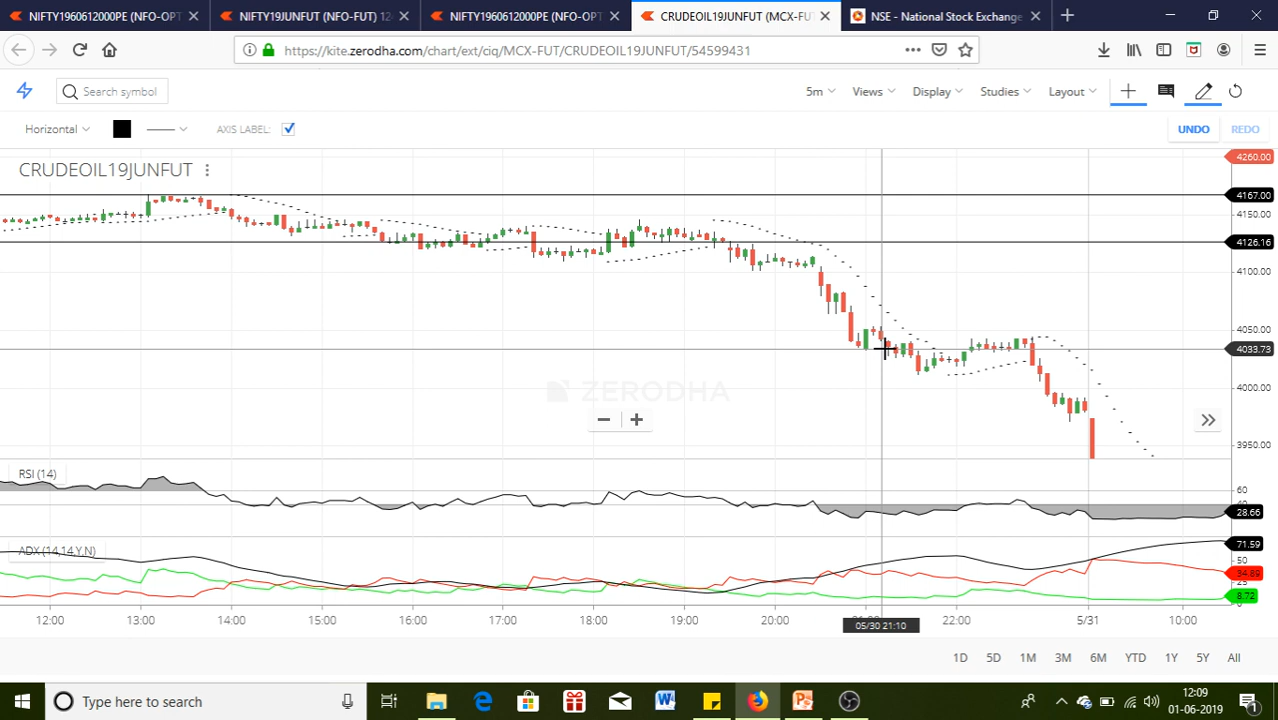 NIFTY1960612000PE (NFO-OPT
NIFTY19JUNFUT (NFO-FUT) 12
NIFTY1960612000PE (NFO-OPT
CRUDEOIL19JUNFUT (MCX-FU
NSE - National Stock Exchange
https://kite.zerodha.com/chart/ext/ciq/MCX-FUT/CRUDEOIL19JUNFUT/54599431
Search symbol
5m
Views
Display
Studies
Layout
Horizontal
AXIS LABEL:
UNDO
REDO
CRUDEOIL19JUNFUT
4260.00
4167.00
4150.00
4126.16
4100.00
4050.00
4033.73
4000.00
3950.00
ZERODHA
RSI (14)
60
28.66
ADX (14,14,Y,N)
71.59
50
34.89
25
8.72
0
12:00 13:00 14:00 15:00 16:00 17:00 18:00 19:00 20:00 22:00 5/31 10:00
05/30 21:10
1D 5D 1M 3M 6M YTD 1Y 5Y All
Type here to search
12:09
01-06-2019
1